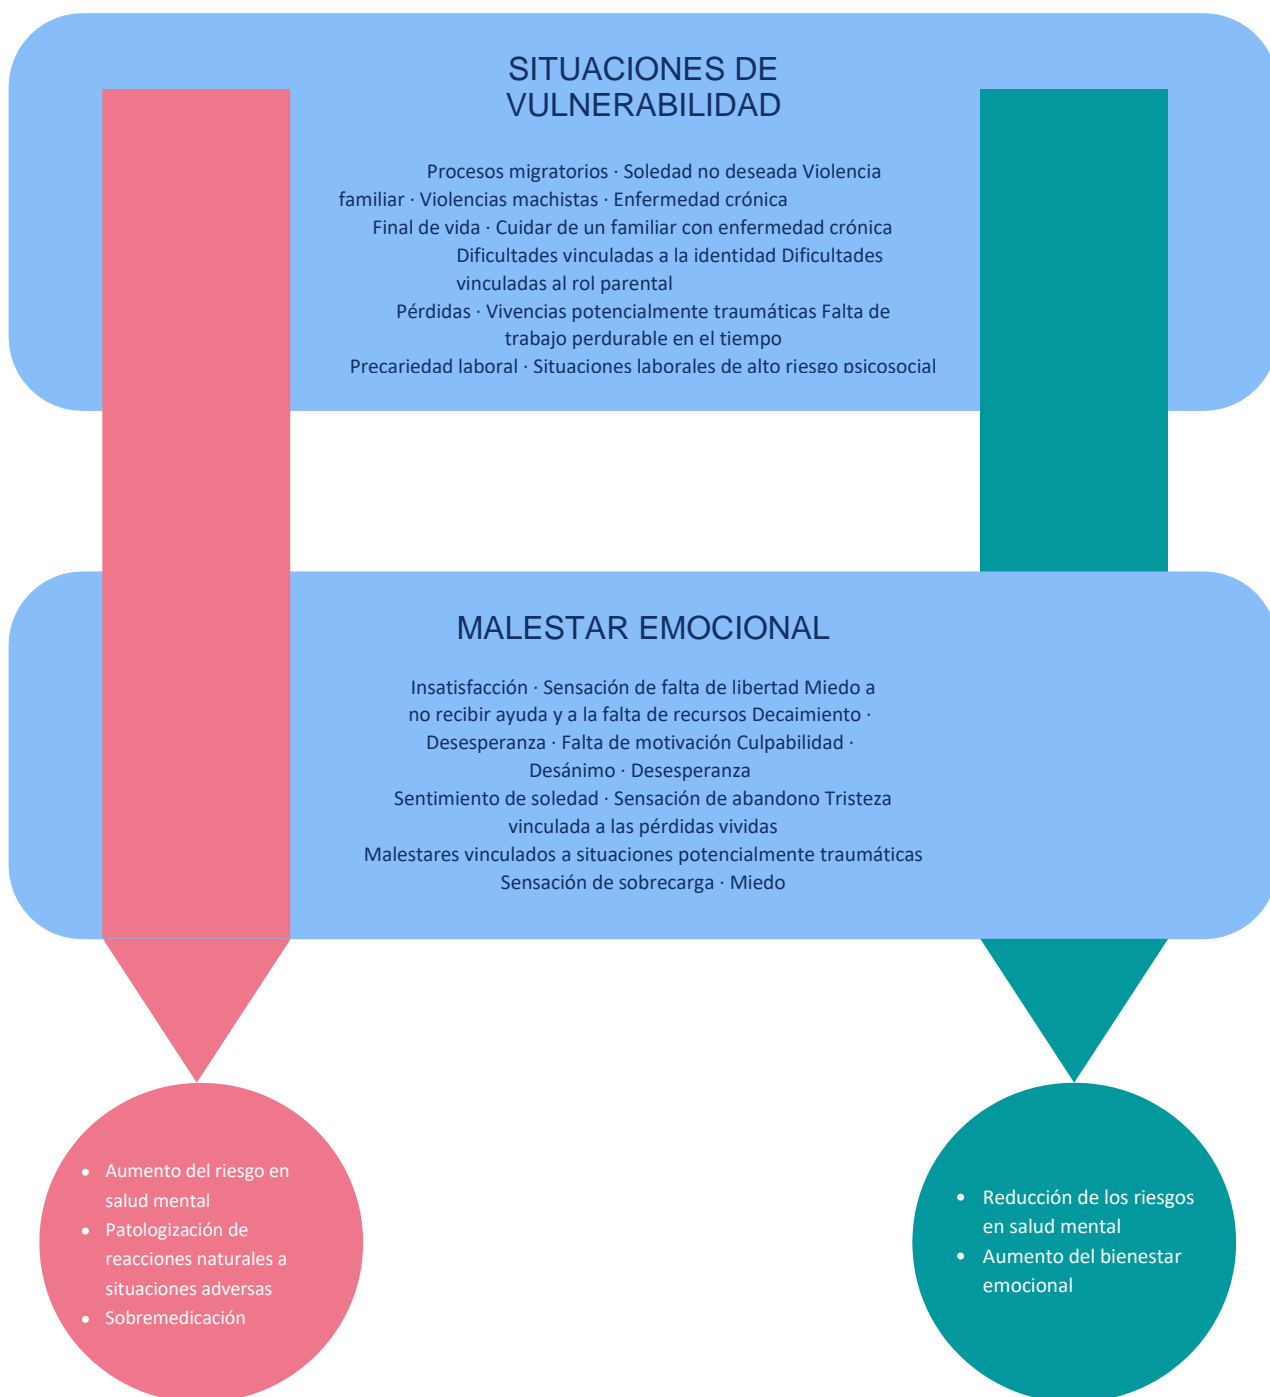 SITUACIONES DE
VULNERABILIDAD
Procesos migratorios · Soledad no deseada Violencia
familiar · Violencias machistas · Enfermedad crónica
Final de vida · Cuidar de un familiar con enfermedad crónica
Dificultades vinculadas a la identidad Dificultades
vinculadas al rol parental
Pérdidas · Vivencias potencialmente traumáticas Falta de
trabajo perdurable en el tiempo
Precariedad laboral · Situaciones laborales de alto riesgo psicosocial
MALESTAR EMOCIONAL
Insatisfacción · Sensación de falta de libertad Miedo a
no recibir ayuda y a la falta de recursos Decaimiento ·
Desesperanza · Falta de motivación Culpabilidad ·
Desánimo · Desesperanza
Sentimiento de soledad · Sensación de abandono Tristeza
vinculada a las pérdidas vividas
Malestares vinculados a situaciones potencialmente traumáticas
Sensación de sobrecarga · Miedo
• Aumento del riesgo en
salud mental
• Patologización de
reacciones naturales a
situaciones adversas
• Sobremedicación
• Reducción de los riesgos
en salud mental
• Aumento del bienestar
emocional